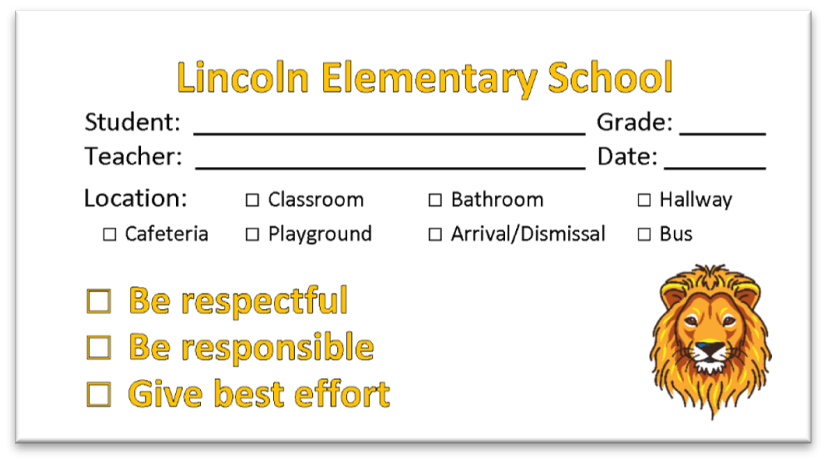 Lincoln Elementary School
Student: Grade:
Teacher: Date:
Location: ☐ Classroom ☐ Bathroom ☐ Hallway
☐ Cafeteria ☐ Playground ☐ Arrival/Dismissal ☐ Bus
☐ Be respectful
☐ Be responsible
☐ Give best effort